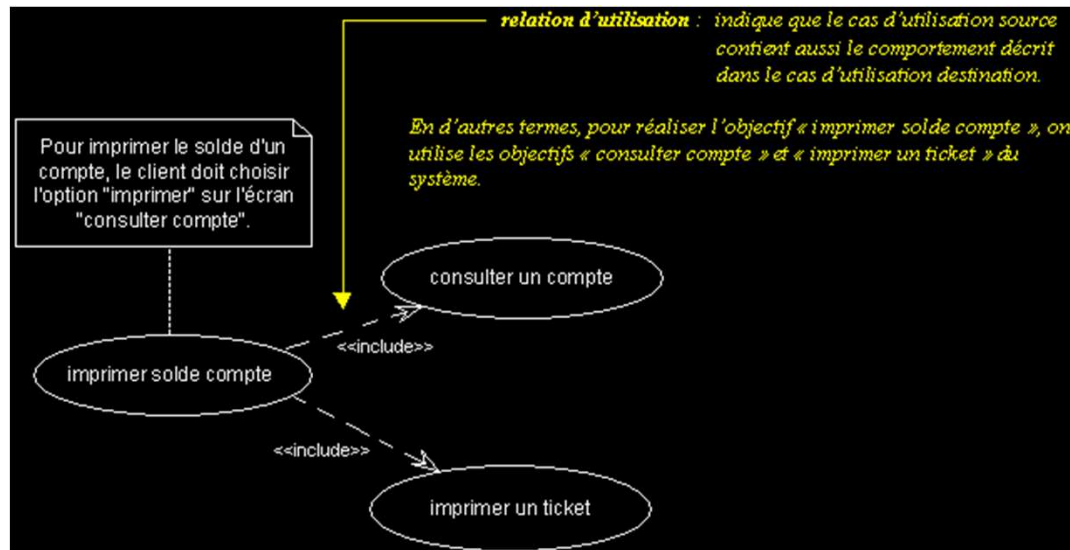 relation d'utilisation : indique que le cas d'utilisation source
contient aussi le comportement décrit
dans le cas d'utilisation destination.
En d'autres termes, pour réaliser l'objectif « imprimer solde compte », on
utilise les objectifs « consulter compte » et « imprimer un ticket » du
système.
Pour imprimer le solde d'un
compte, le client doit choisir
l'option "imprimer" sur l'écran
"consulter compte".
consulter un compte
<<include>>
imprimer solde compte
<<include>>
imprimer un ticket